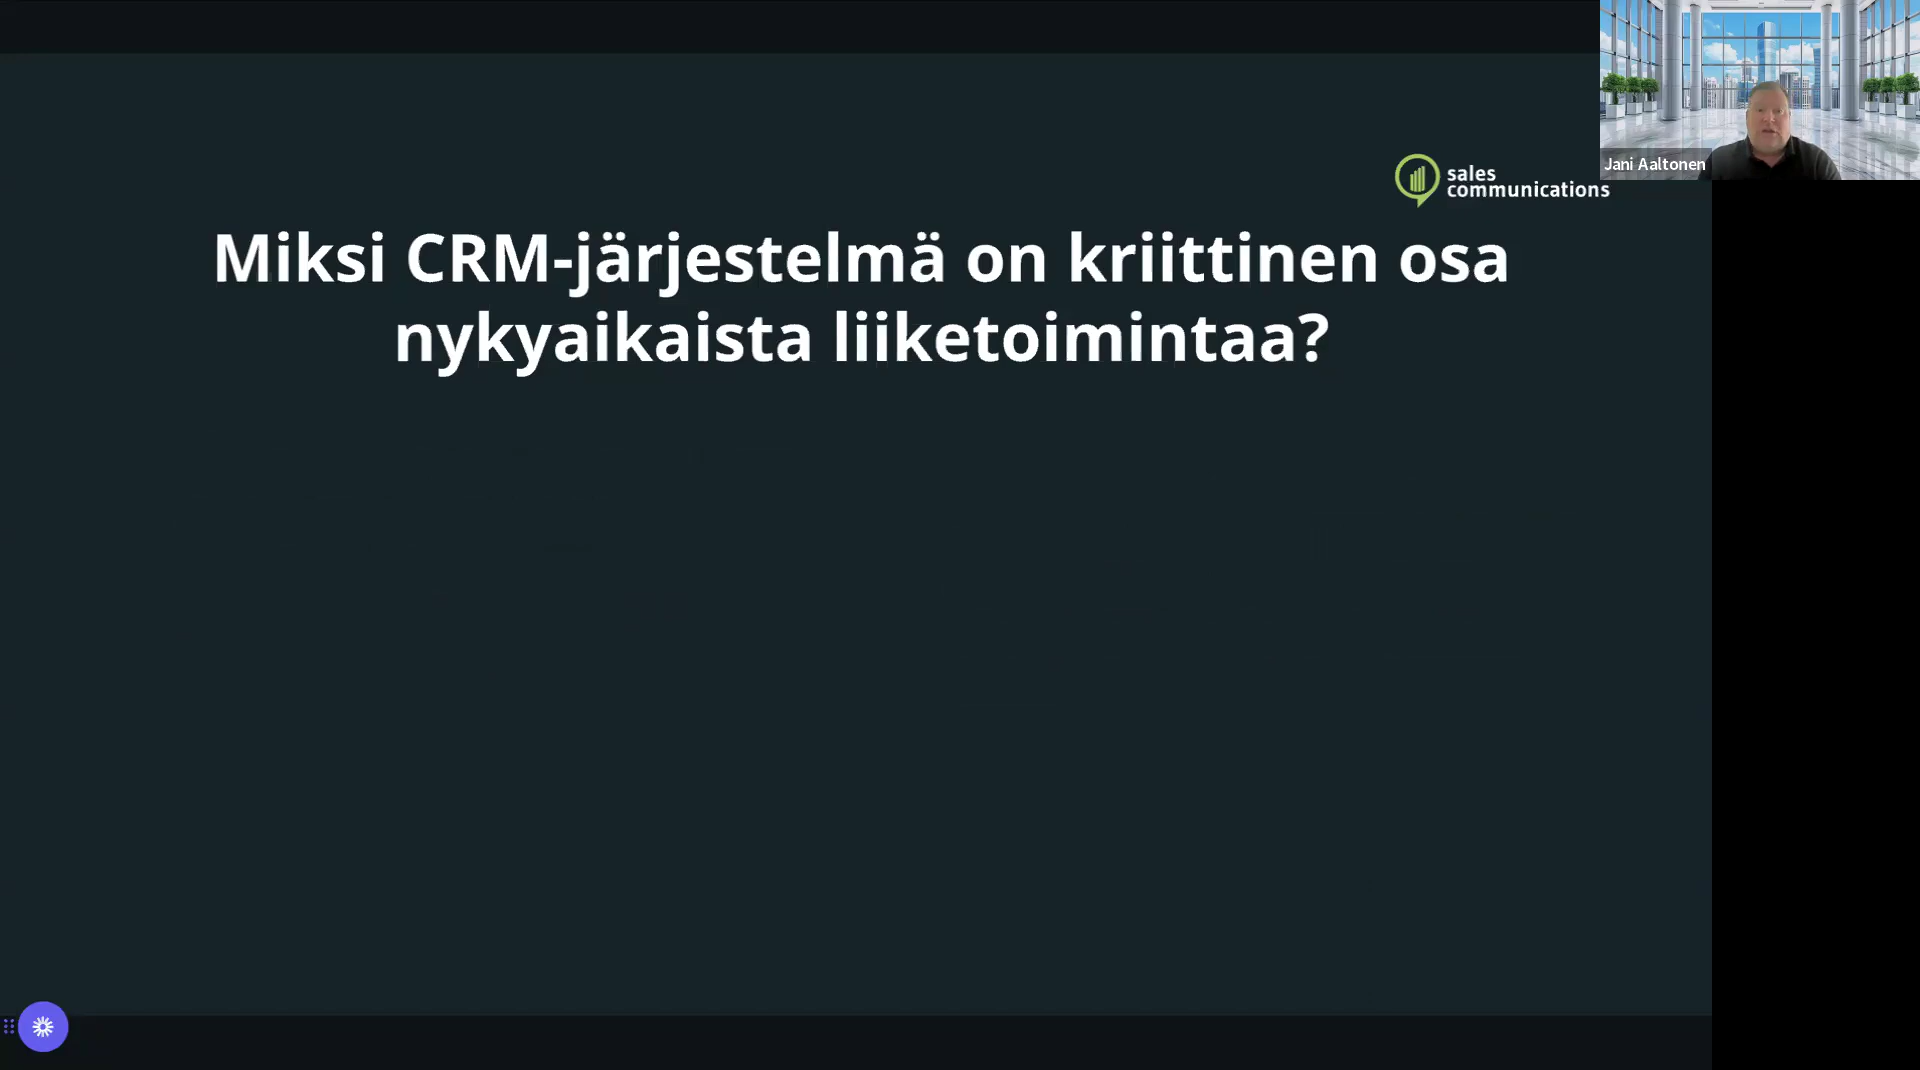 Jani Aaltonen
sales
communications
Miksi CRM-järjestelmä on kriittinen osa
nykyaikaista liiketoimintaa?